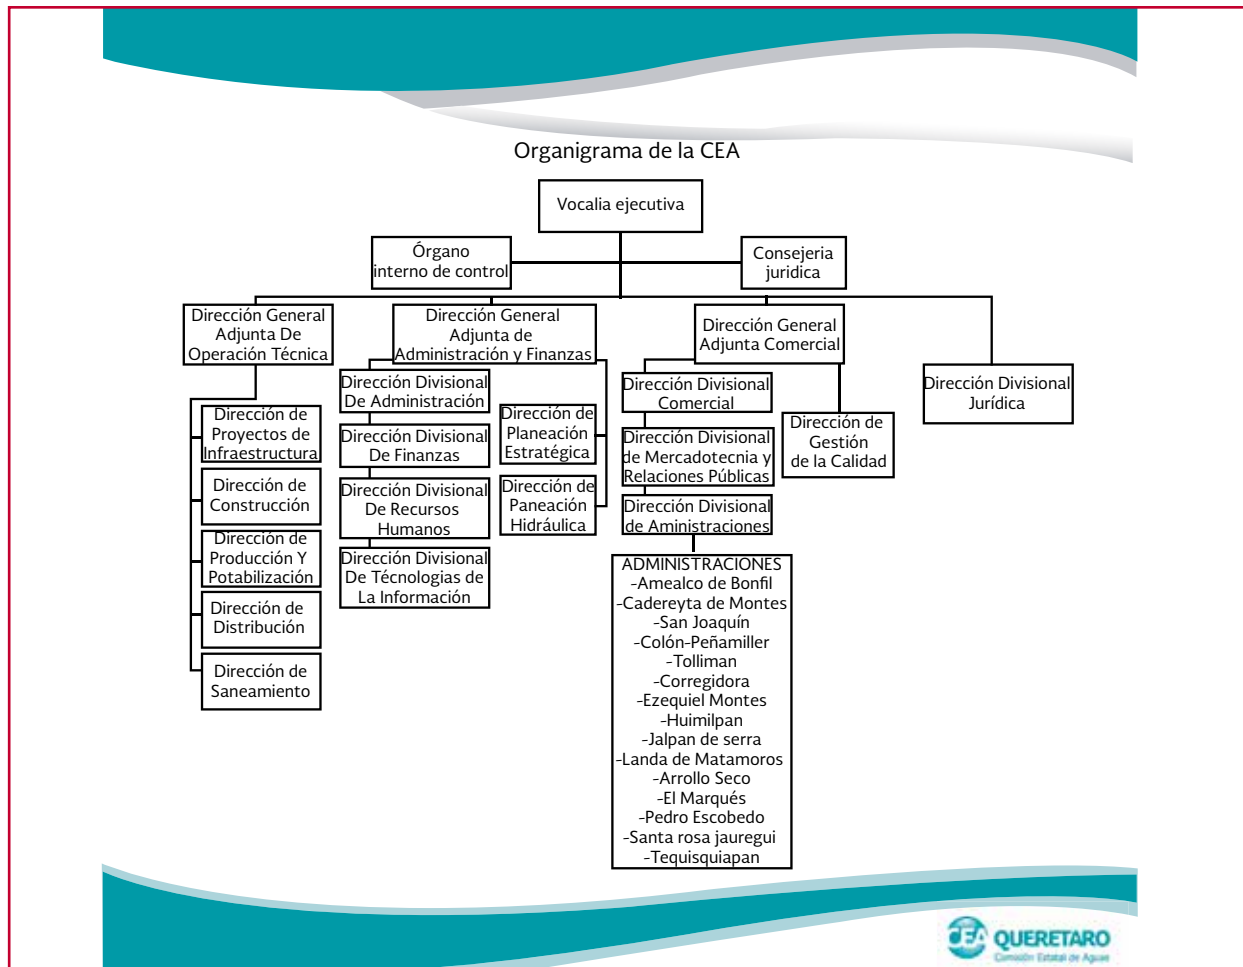 Organigrama de la CEA
Vocalia ejecutiva
Órgano
interno de control
Consejeria
juridica
Dirección General
Adjunta De
Operación Técnica
Dirección General
Adjunta de
Administración y Finanzas
Dirección General
Adjunta Comercial
Dirección Divisional
Jurídica
Dirección de
Proyectos de
Infraestructura
Dirección de
Construcción
Dirección de
Producción Y
Potabilización
Dirección de
Distribución
Dirección de
Saneamiento
Dirección Divisional
De Administración
Dirección Divisional
De Finanzas
Dirección Divisional
De Recursos
Humanos
Dirección Divisional
De Técnologias de
La Información
Dirección de
Planeación
Estratégica
Dirección de
Paneación
Hidráulica
Dirección Divisional
Comercial
Dirección Divisional
de Mercadotecnia y
Relaciones Públicas
Dirección Divisional
de Aministraciones
Dirección de
Gestión
de la Calidad
ADMINISTRACIONES
-Amealco de Bonfil
-Cadereyta de Montes
-San Joaquín
-Colón-Peñamiller
-Tolliman
-Corregidora
-Ezequiel Montes
-Huimilpan
-Jalpan de serra
-Landa de Matamoros
-Arrollo Seco
-El Marqués
-Pedro Escobedo
-Santa rosa jauregui
-Tequisquiapan
CEA QUERETARO
Comisión Estatal de Aguas